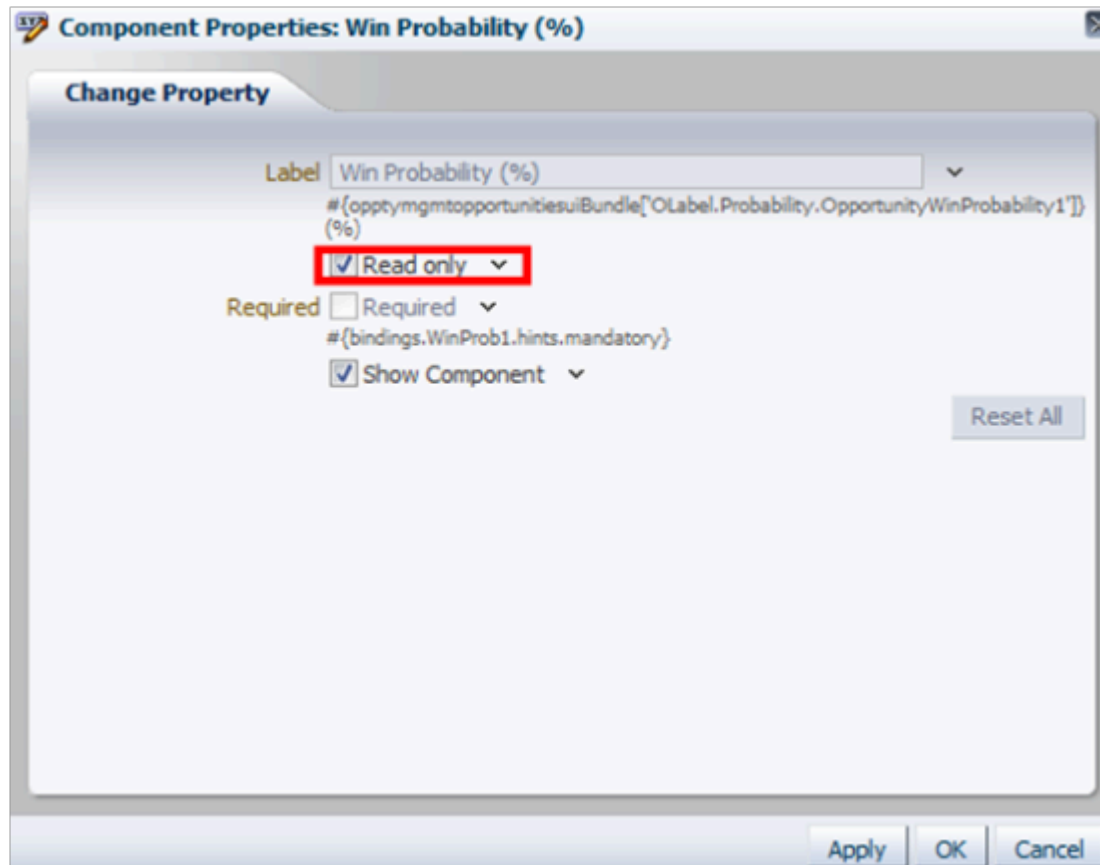 Component Properties: Win Probability (%)
Change Property
Label Win Probability (%)
#{opptymgmtopportunitiesuiBundle['OLabel.Probability.OpportunityWinProbability1']}
(%)
Read only
Required Required
#{bindings.WinProb1.hints.mandatory}
Show Component
Reset All
Apply OK Cancel